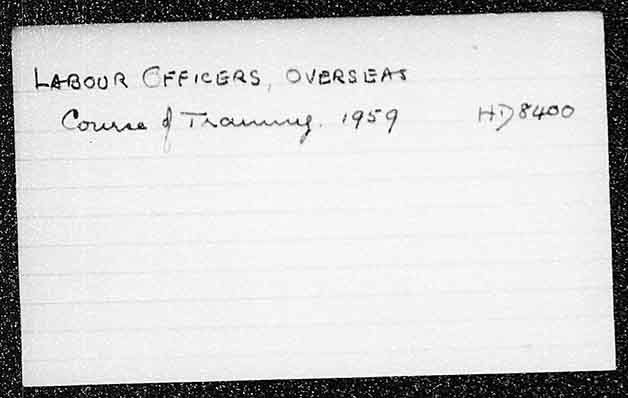 LABOUR OFFICERS, OVERSEAS
Course of Training. 1959 HD8400